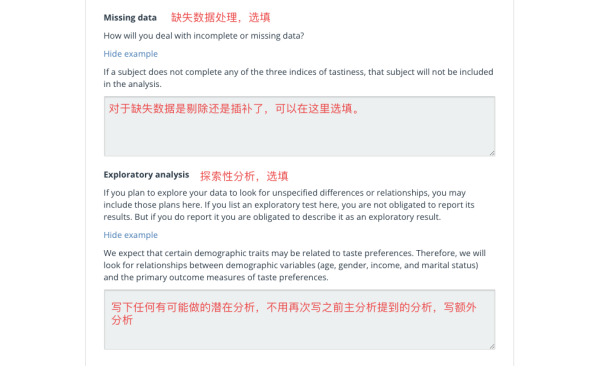 Missing data 缺失数据处理，选填
How will you deal with incomplete or missing data?
Hide example
If a subject does not complete any of the three indices of tastiness, that subject will not be included
in the analysis.
对于缺失数据是剔除还是插补了，可以在这里选填。
Exploratory analysis 探索性分析，选填
If you plan to explore your data to look for unspecified differences or relationships, you may
include those plans here. If you list an exploratory test here, you are not obligated to report its
results. But if you do report it you are obligated to describe it as an exploratory result.
Hide example
We expect that certain demographic traits may be related to taste preferences. Therefore, we will
look for relationships between demographic variables (age, gender, income, and marital status)
and the primary outcome measures of taste preferences.
写下任何有可能做的潜在分析，不用再次写之前主分析提到的分析，写额外
分析